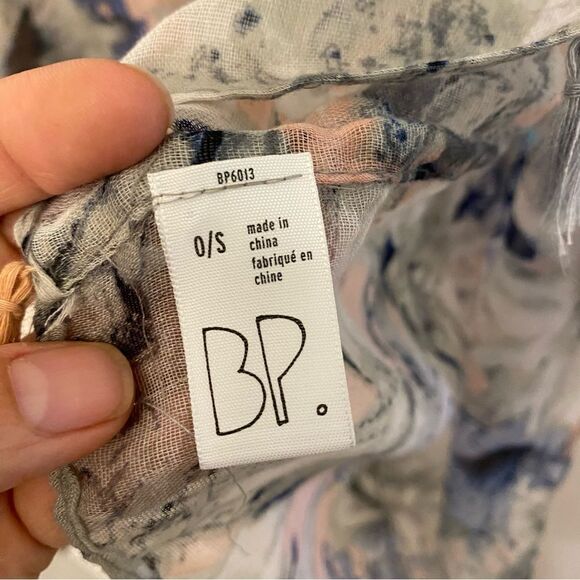 BP6013
O/S
made in
china
fabriqué en
chine
BP.